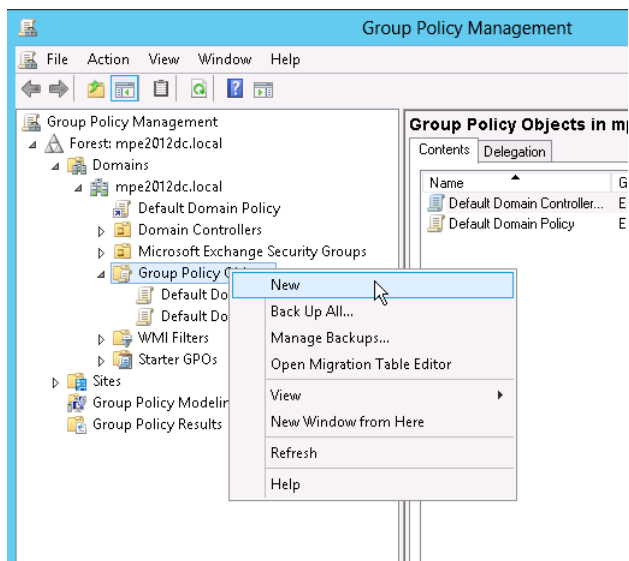 Group Policy Management
File Action View Window Help
Group Policy Management
Forest: mpe2012dc.local
Domains
mpe2012dc.local
Default Domain Policy
Domain Controllers
Microsoft Exchange Security Groups
Group Policy
Default Do
Default Do
WMI Filters
Starter GPOs
Sites
Group Policy Modelin
Group Policy Results
New
Back Up All...
Manage Backups...
Open Migration Table Editor
View
New Window from Here
Refresh
Help
Group Policy Objects in m
Contents Delegation
Name G
Default Domain Controller... E
Default Domain Policy E